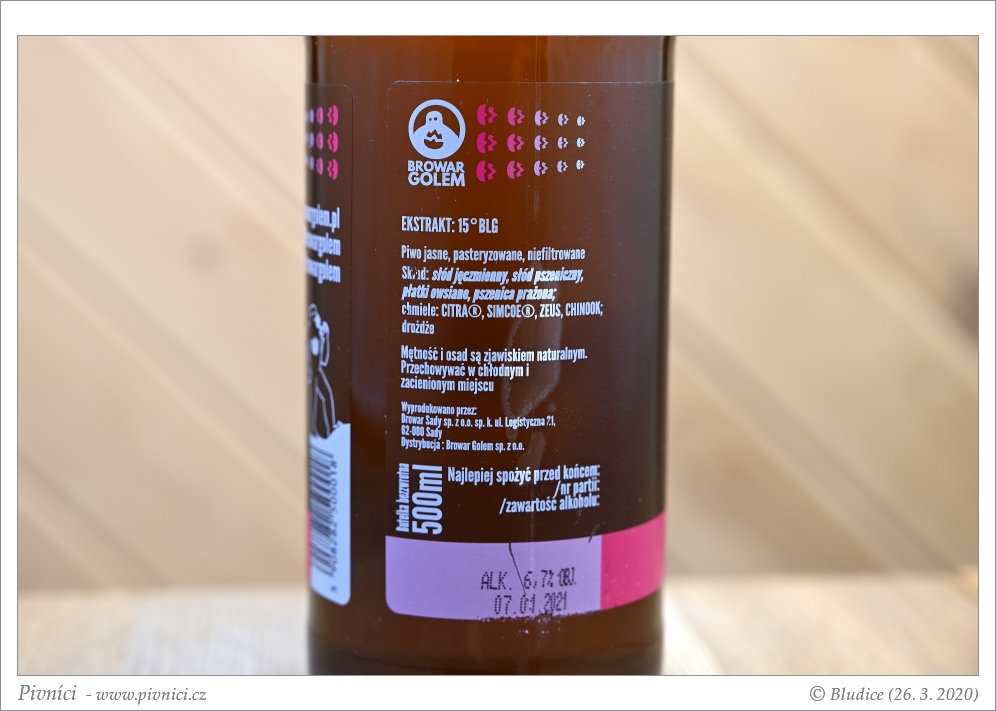 BROWAR
GOLEM
EKSTRAKT: 15°BLG
Piwo jasne, pasteryzowane, niefiltrowane
Skład: słód jęczmienny, słód pszeniczny,
płatki owsiane, pszenica prażona;
chmiele: CITRA®, SIMCOE®, ZEUS, CHINOOK;
drożdże
Mętność i osad są zjawiskiem naturalnym.
Przechowywać w chłodnym i
zacienionym miejscu
Wyprodukowano przez:
Browar Sady sp. z o.o. sp. k. ul. Logistyczna 21,
62-080 Sady
Dystrybucja : Browar Golem sp. z o.o.
Butelka bezzwrotna
500ml
Najlepiej spożyć przed końcem:
/nr partii:
/zawartość alkoholu:
ALK. 6,7% OBJ.
07.01.2021
Pivníci - www.pivnici.cz
© Bludice (26. 3. 2020)